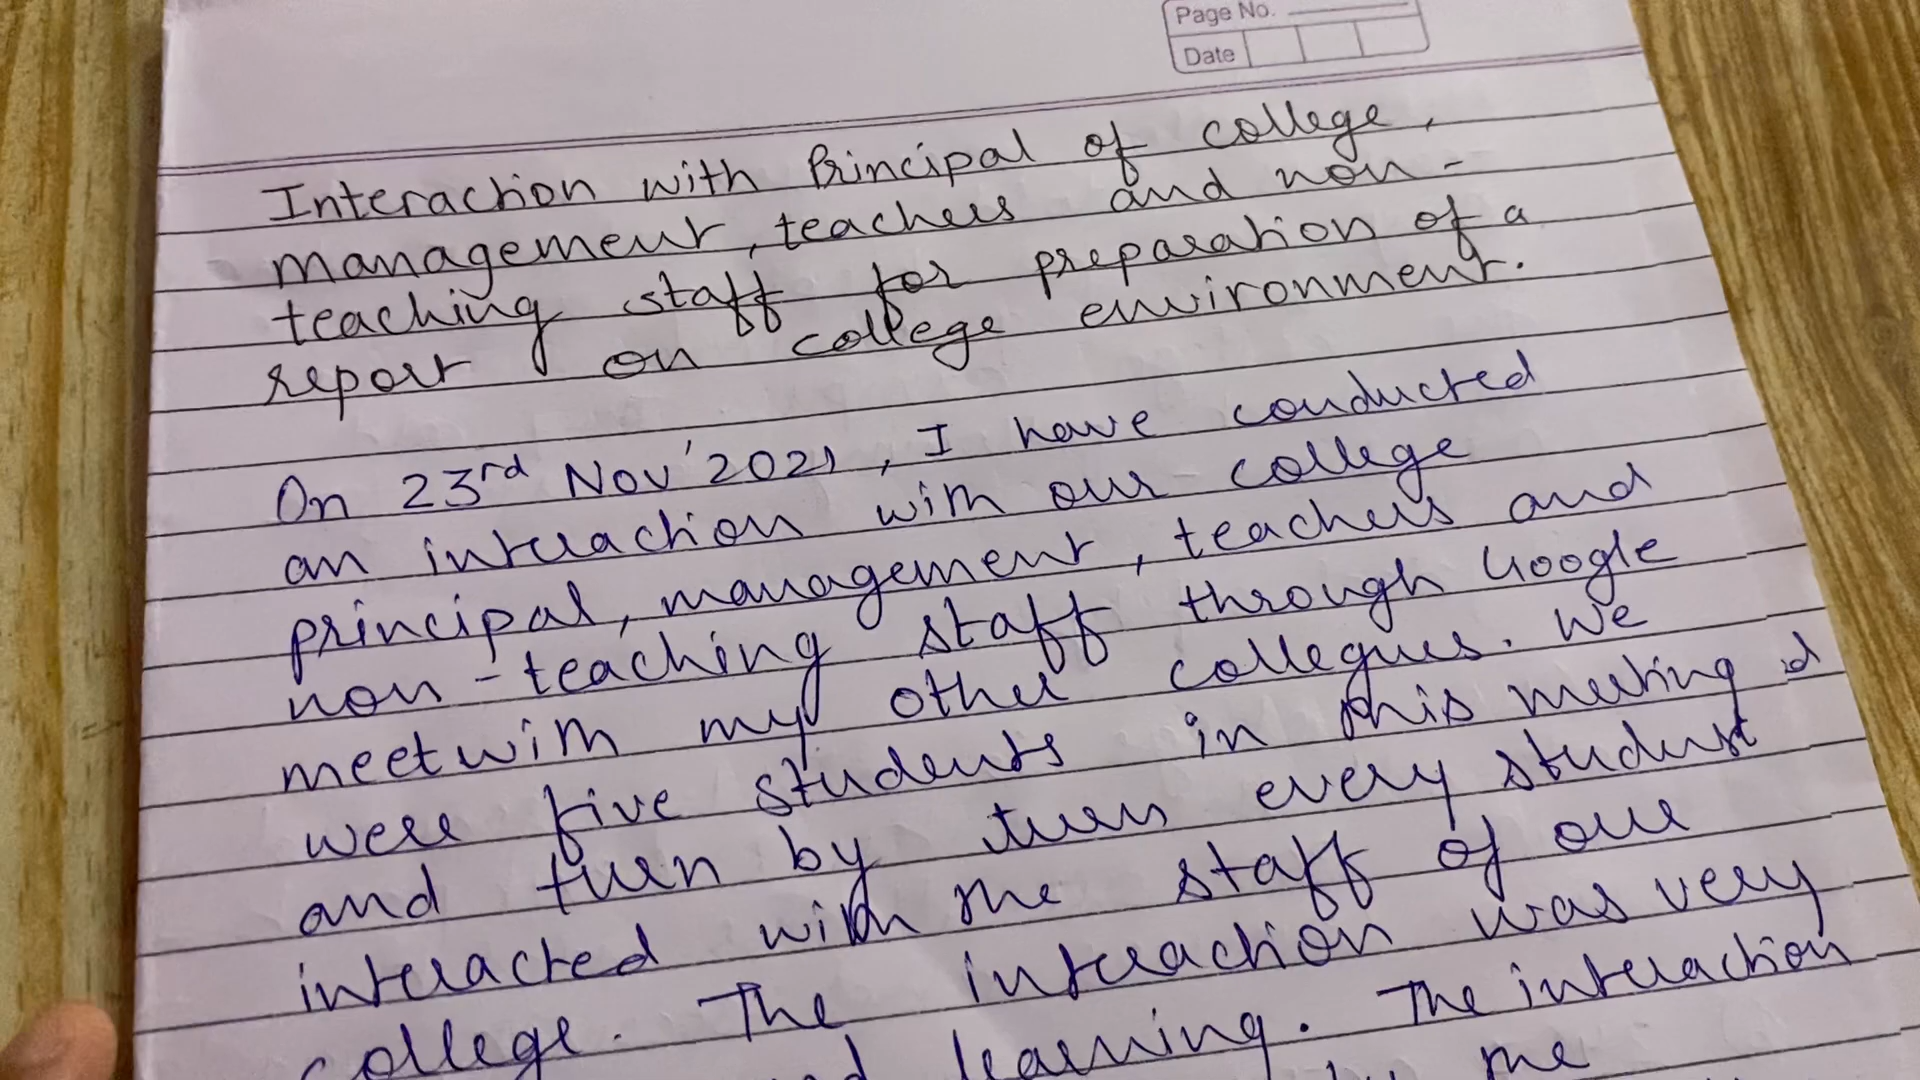 Page No.
Date
Interaction with Principal of college,
management, teachers and non-
teaching staff for preparation of a
report on college environment.
On 23rd Nov'2021, I have conducted
an interaction with our college
principal, management, teachers and
non-teaching staff through Google
meet with my other collegues. We
were five students in this meeting
and turn by turn every student
interacted with the staff of our
college. The interaction was very
learning. The interaction
the